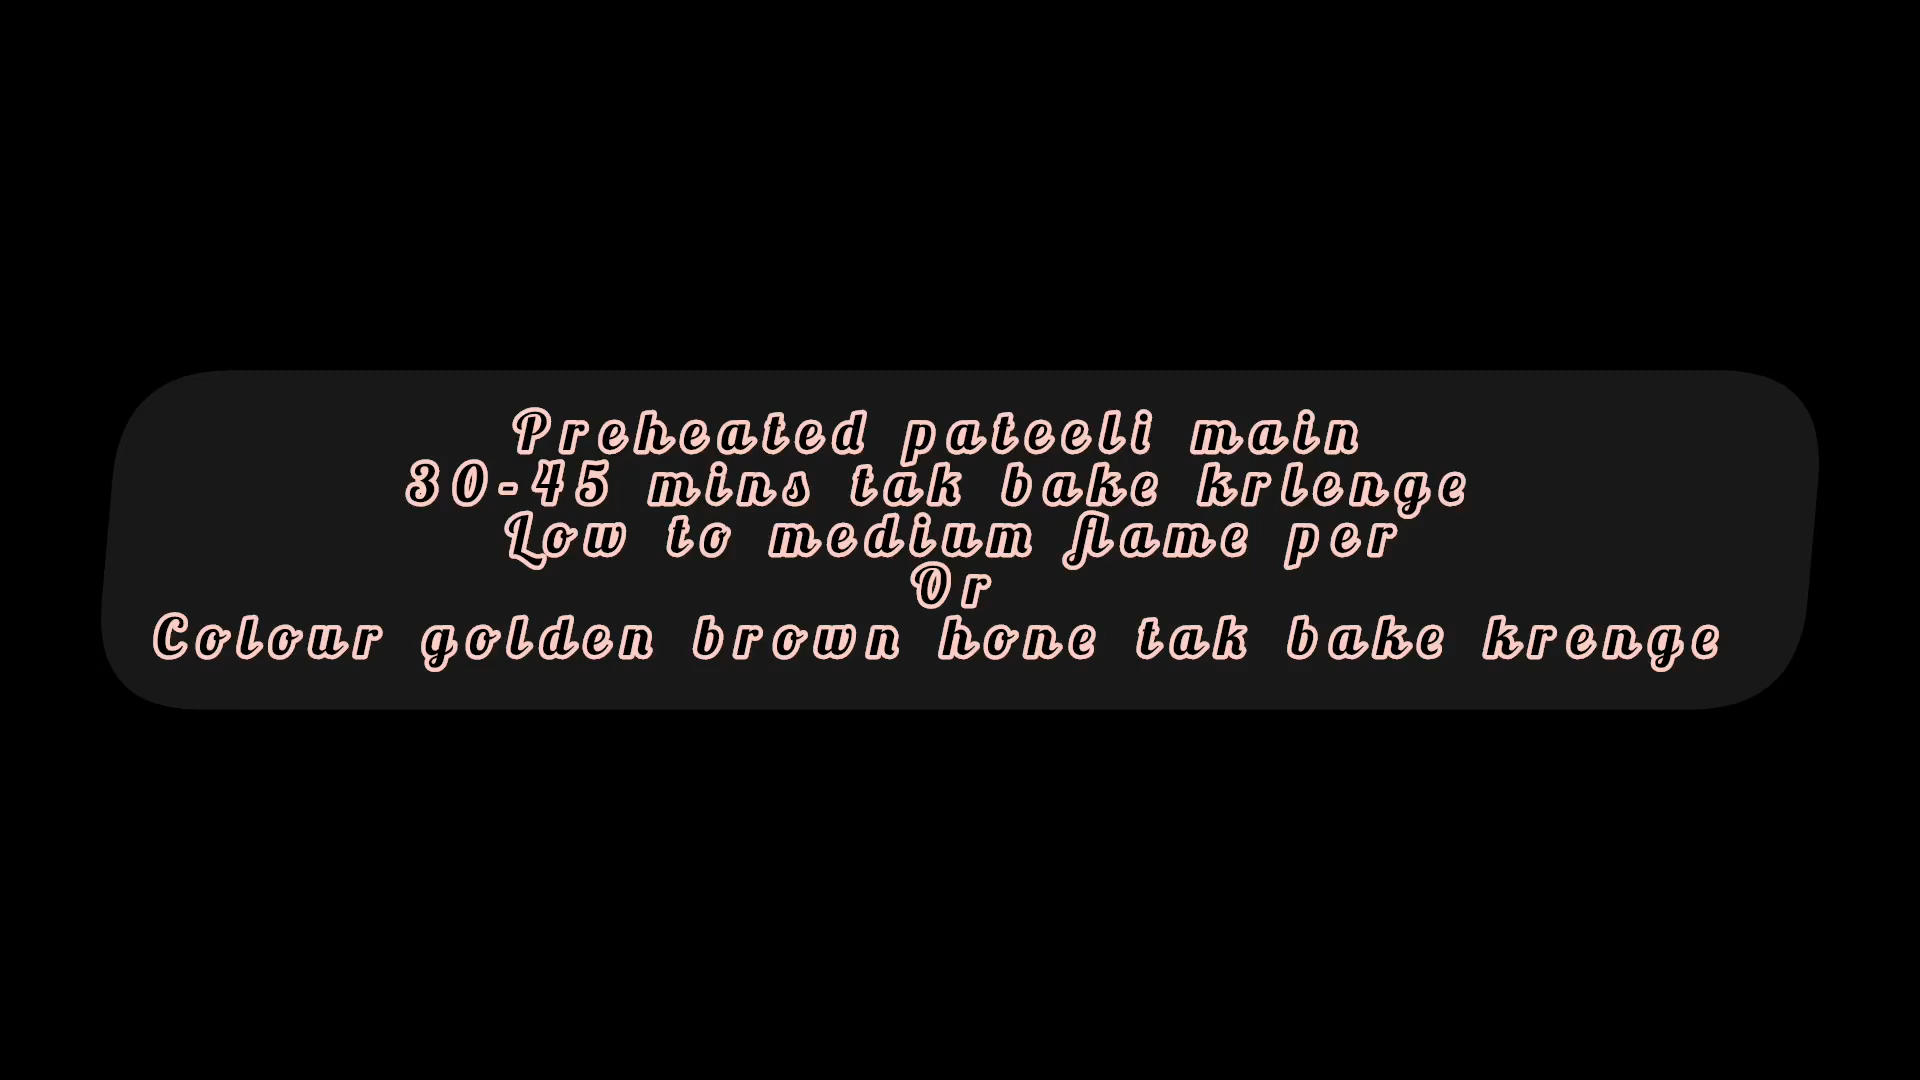 Preheated pateeli main
30-45 mins tak bake krlenge
Low to medium flame per
Or
Colour golden brown hone tak bake krenge